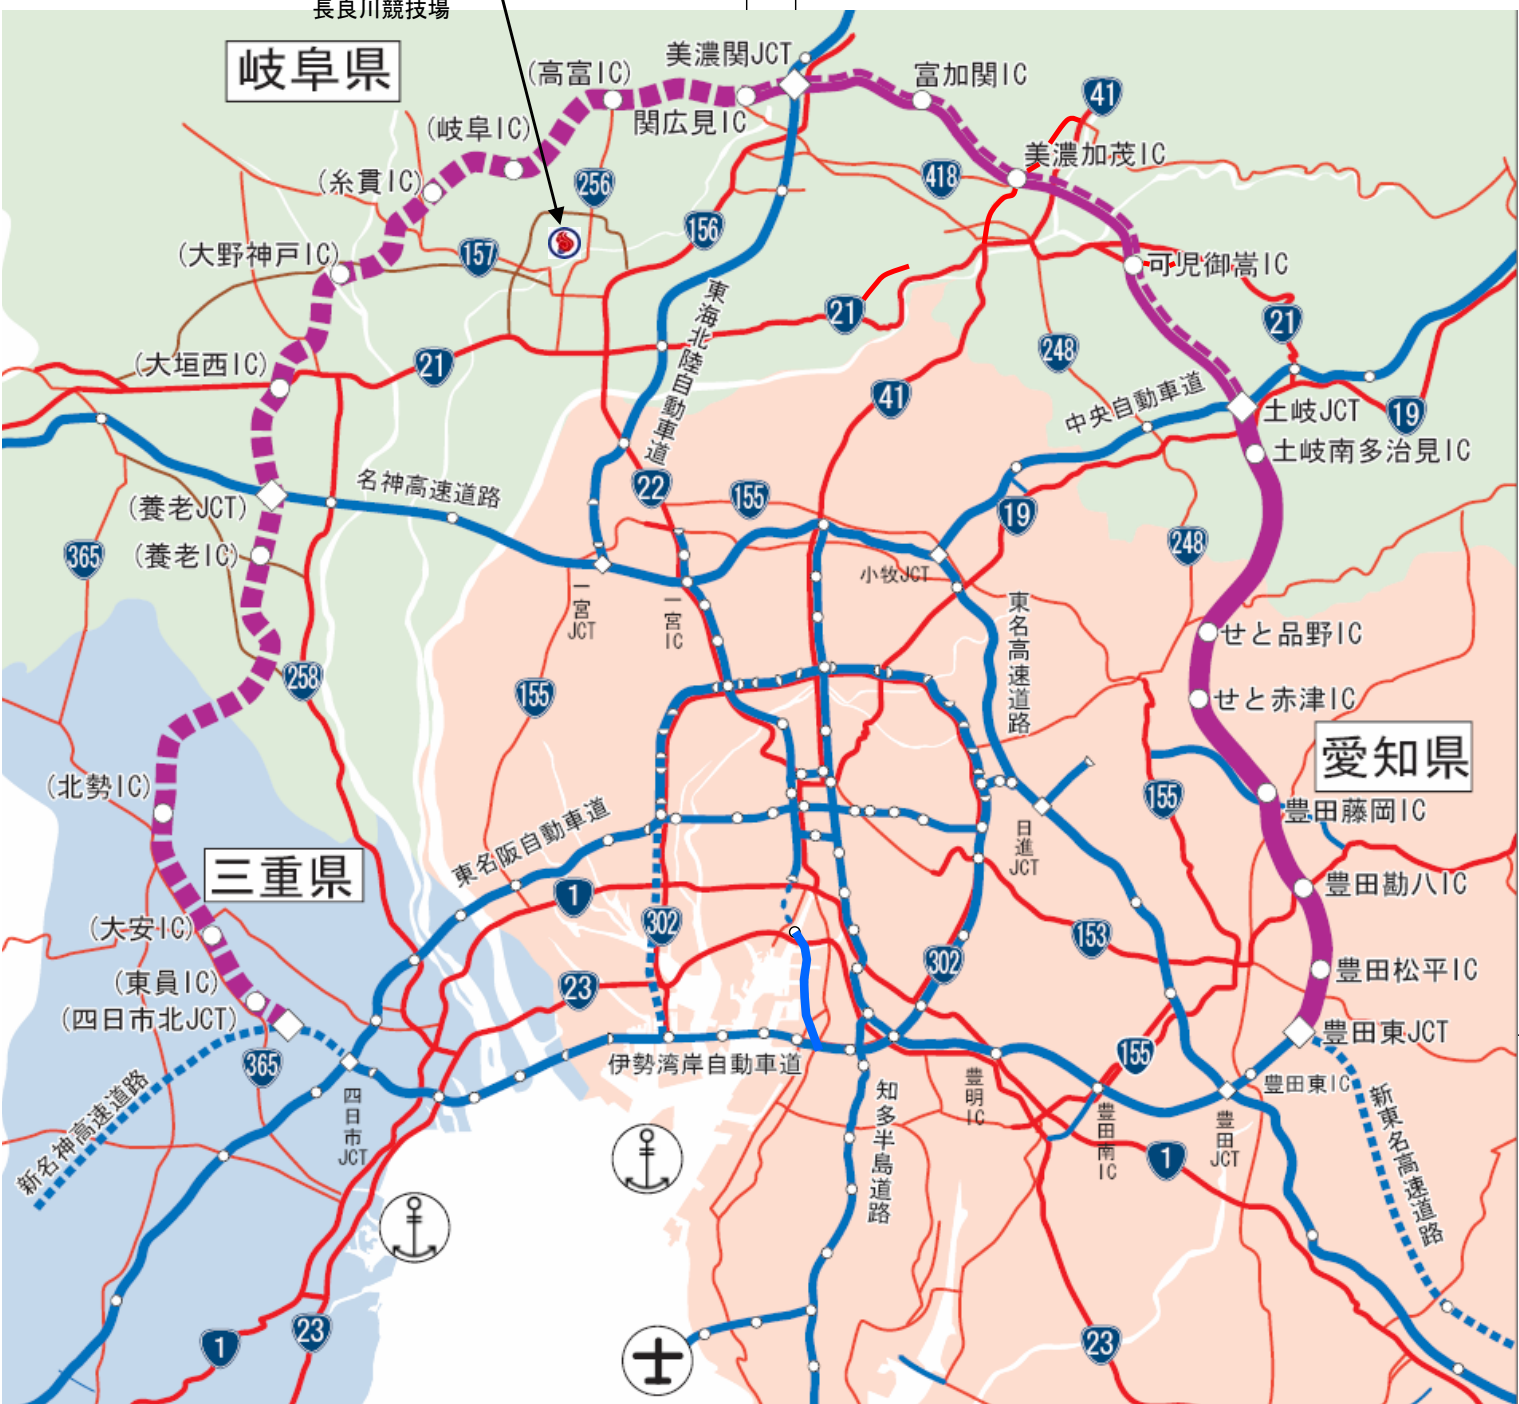 長良川競技場
岐阜県
(高富IC)
美濃関JCT
富加関IC
41
関広見IC
(岐阜IC)
美濃加茂IC
(糸貫IC)
256
418
156
(大野神戸IC)
157
可児御嵩IC
東海北陸自動車道
21
21
248
(大垣西IC)
21
41
中央自動車道
土岐JCT
19
土岐南多治見IC
名神高速道路
22
155
(養老JCT)
19
365
(養老IC)
248
小牧JCT
一宮JCT
一宮IC
東名高速道路
せと品野IC
258
155
せと赤津IC
愛知県
(北勢IC)
155
豊田藤岡IC
東名阪自動車道
日進JCT
三重県
1
豊田勘八IC
(大安IC)
302
153
302
豊田松平IC
(東員IC)
23
(四日市北JCT)
豊田東JCT
365
伊勢湾岸自動車道
155
豊田東IC
新名神高速道路
四日市JCT
知多半島道路
豊明IC
豊田南IC
豊田JCT
新東名高速道路
1
1
23
23